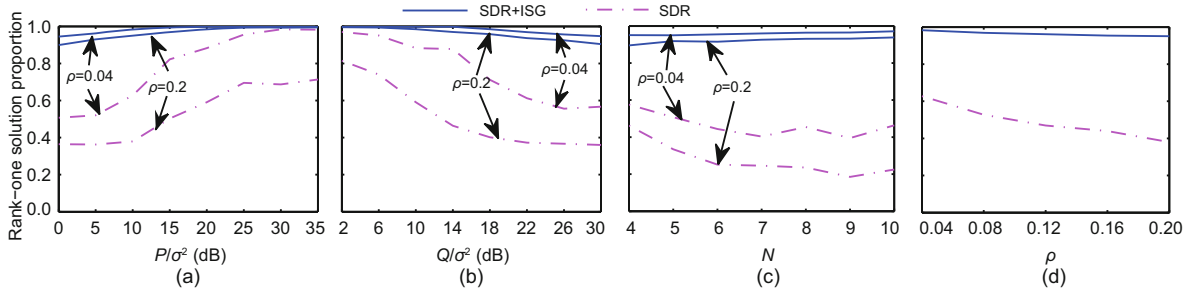 SDR+ISG SDR
Rank−one solution proportion
1.0
0.8
0.6
0.4
0.2
0.0
ρ=0.04
ρ=0.2
0 5 10 15 20 25 30 35
P/σ² (dB)
(a)
ρ=0.04
ρ=0.2
2 6 10 14 18 22 26 30
Q/σ² (dB)
(b)
ρ=0.04
ρ=0.2
4 5 6 7 8 9 10
N
(c)
0.04 0.08 0.12 0.16 0.20
ρ
(d)